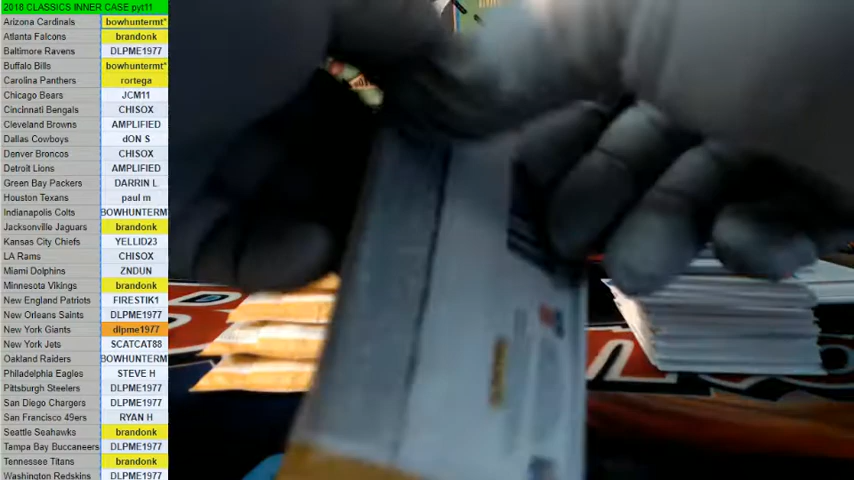 2018 CLASSICS INNER CASE pyt11
Arizona Cardinals bowhuntermt*
Atlanta Falcons brandonk
Baltimore Ravens DLPME1977
Buffalo Bills bowhuntermt*
Carolina Panthers rortega
Chicago Bears JCM11
Cincinnati Bengals CHISOX
Cleveland Browns AMPLIFIED
Dallas Cowboys dON S
Denver Broncos CHISOX
Detroit Lions AMPLIFIED
Green Bay Packers DARRIN L
Houston Texans paul m
Indianapolis Colts BOWHUNTERM
Jacksonville Jaguars brandonk
Kansas City Chiefs YELLID23
LA Rams CHISOX
Miami Dolphins ZNDUN
Minnesota Vikings brandonk
New England Patriots FIRESTIK1
New Orleans Saints DLPME1977
New York Giants dlpme1977
New York Jets SCATCAT88
Oakland Raiders BOWHUNTERM
Philadelphia Eagles STEVE H
Pittsburgh Steelers DLPME1977
San Diego Chargers DLPME1977
San Francisco 49ers RYAN H
Seattle Seahawks brandonk
Tampa Bay Buccaneers DLPME1977
Tennessee Titans brandonk
Washington Redskins DLPME1977